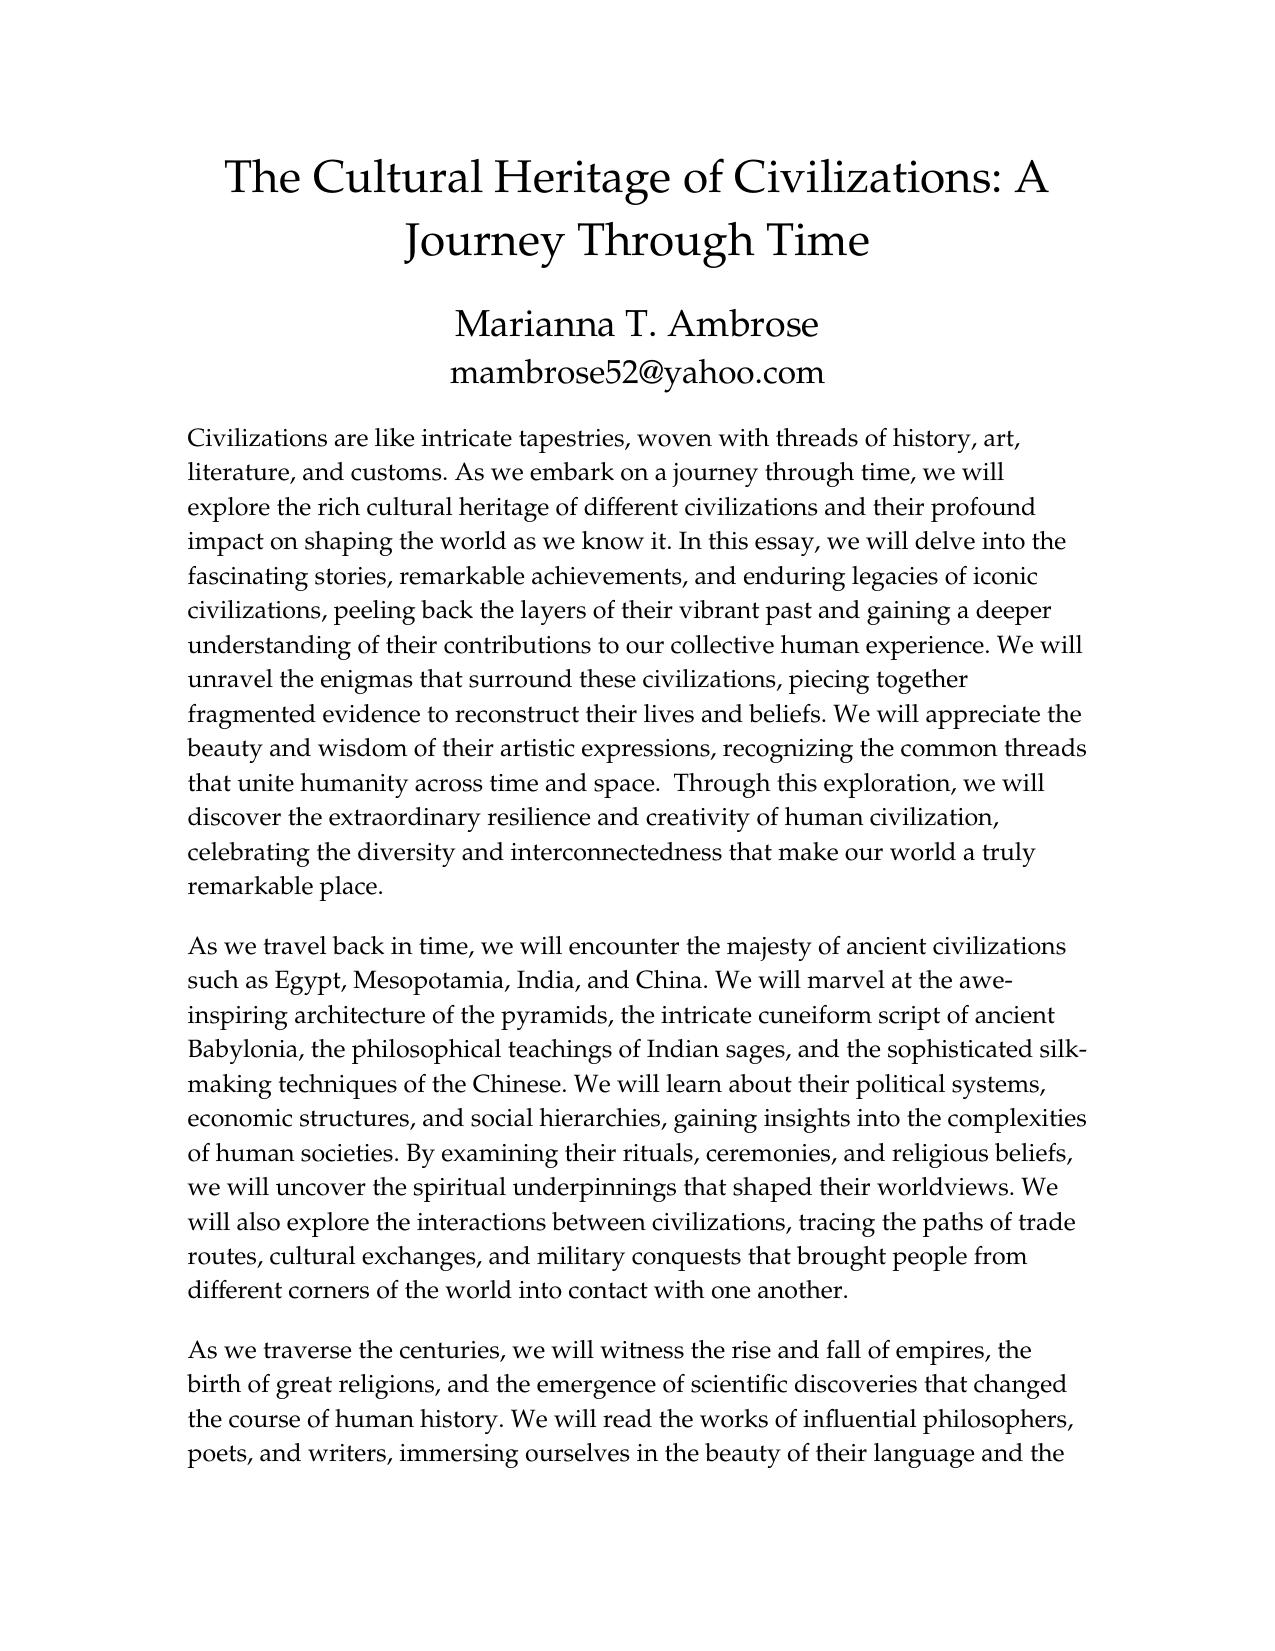 The Cultural Heritage of Civilizations: A
Journey Through Time
Marianna T. Ambrose
mambrose52@yahoo.com
Civilizations are like intricate tapestries, woven with threads of history, art,
literature, and customs. As we embark on a journey through time, we will
explore the rich cultural heritage of different civilizations and their profound
impact on shaping the world as we know it. In this essay, we will delve into the
fascinating stories, remarkable achievements, and enduring legacies of iconic
civilizations, peeling back the layers of their vibrant past and gaining a deeper
understanding of their contributions to our collective human experience. We will
unravel the enigmas that surround these civilizations, piecing together
fragmented evidence to reconstruct their lives and beliefs. We will appreciate the
beauty and wisdom of their artistic expressions, recognizing the common threads
that unite humanity across time and space.  Through this exploration, we will
discover the extraordinary resilience and creativity of human civilization,
celebrating the diversity and interconnectedness that make our world a truly
remarkable place.
As we travel back in time, we will encounter the majesty of ancient civilizations
such as Egypt, Mesopotamia, India, and China. We will marvel at the awe-
inspiring architecture of the pyramids, the intricate cuneiform script of ancient
Babylonia, the philosophical teachings of Indian sages, and the sophisticated silk-
making techniques of the Chinese. We will learn about their political systems,
economic structures, and social hierarchies, gaining insights into the complexities
of human societies. By examining their rituals, ceremonies, and religious beliefs,
we will uncover the spiritual underpinnings that shaped their worldviews. We
will also explore the interactions between civilizations, tracing the paths of trade
routes, cultural exchanges, and military conquests that brought people from
different corners of the world into contact with one another.
As we traverse the centuries, we will witness the rise and fall of empires, the
birth of great religions, and the emergence of scientific discoveries that changed
the course of human history. We will read the works of influential philosophers,
poets, and writers, immersing ourselves in the beauty of their language and the